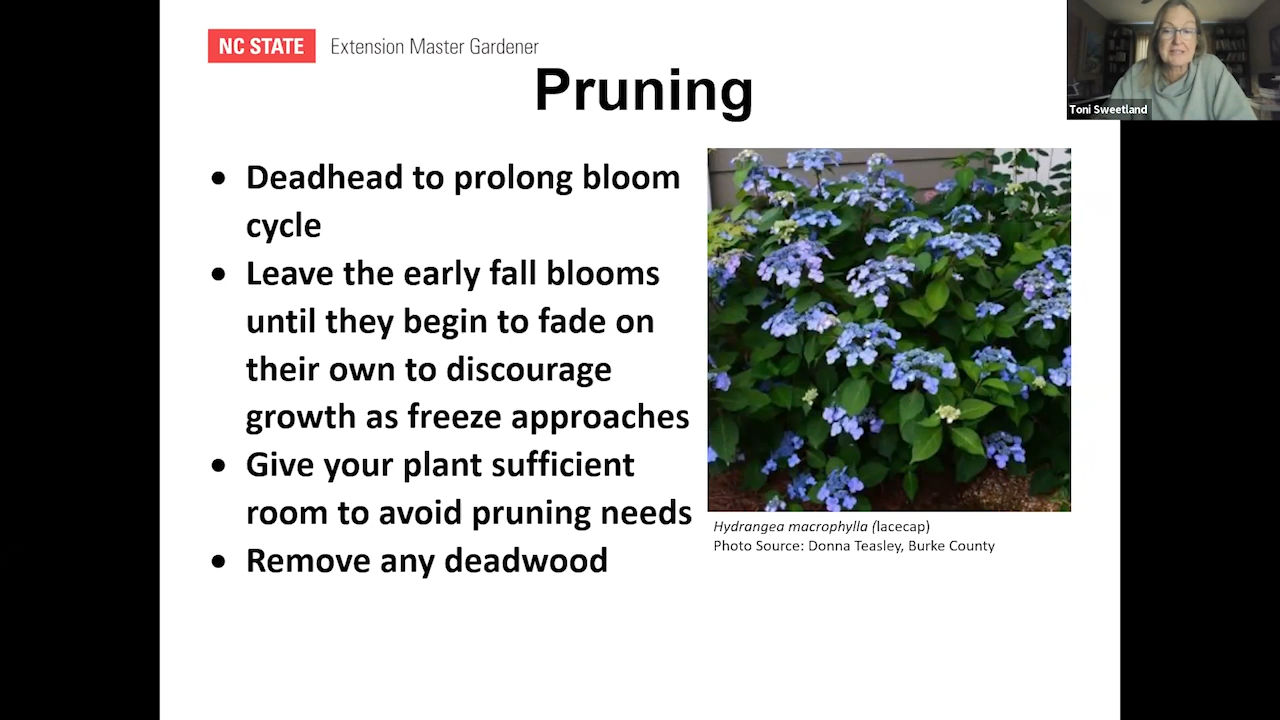 NC STATE Extension Master Gardener
Pruning
Toni Sweetland
• Deadhead to prolong bloom
cycle
• Leave the early fall blooms
until they begin to fade on
their own to discourage
growth as freeze approaches
• Give your plant sufficient
room to avoid pruning needs
• Remove any deadwood
Hydrangea macrophylla (lacecap)
Photo Source: Donna Teasley, Burke County